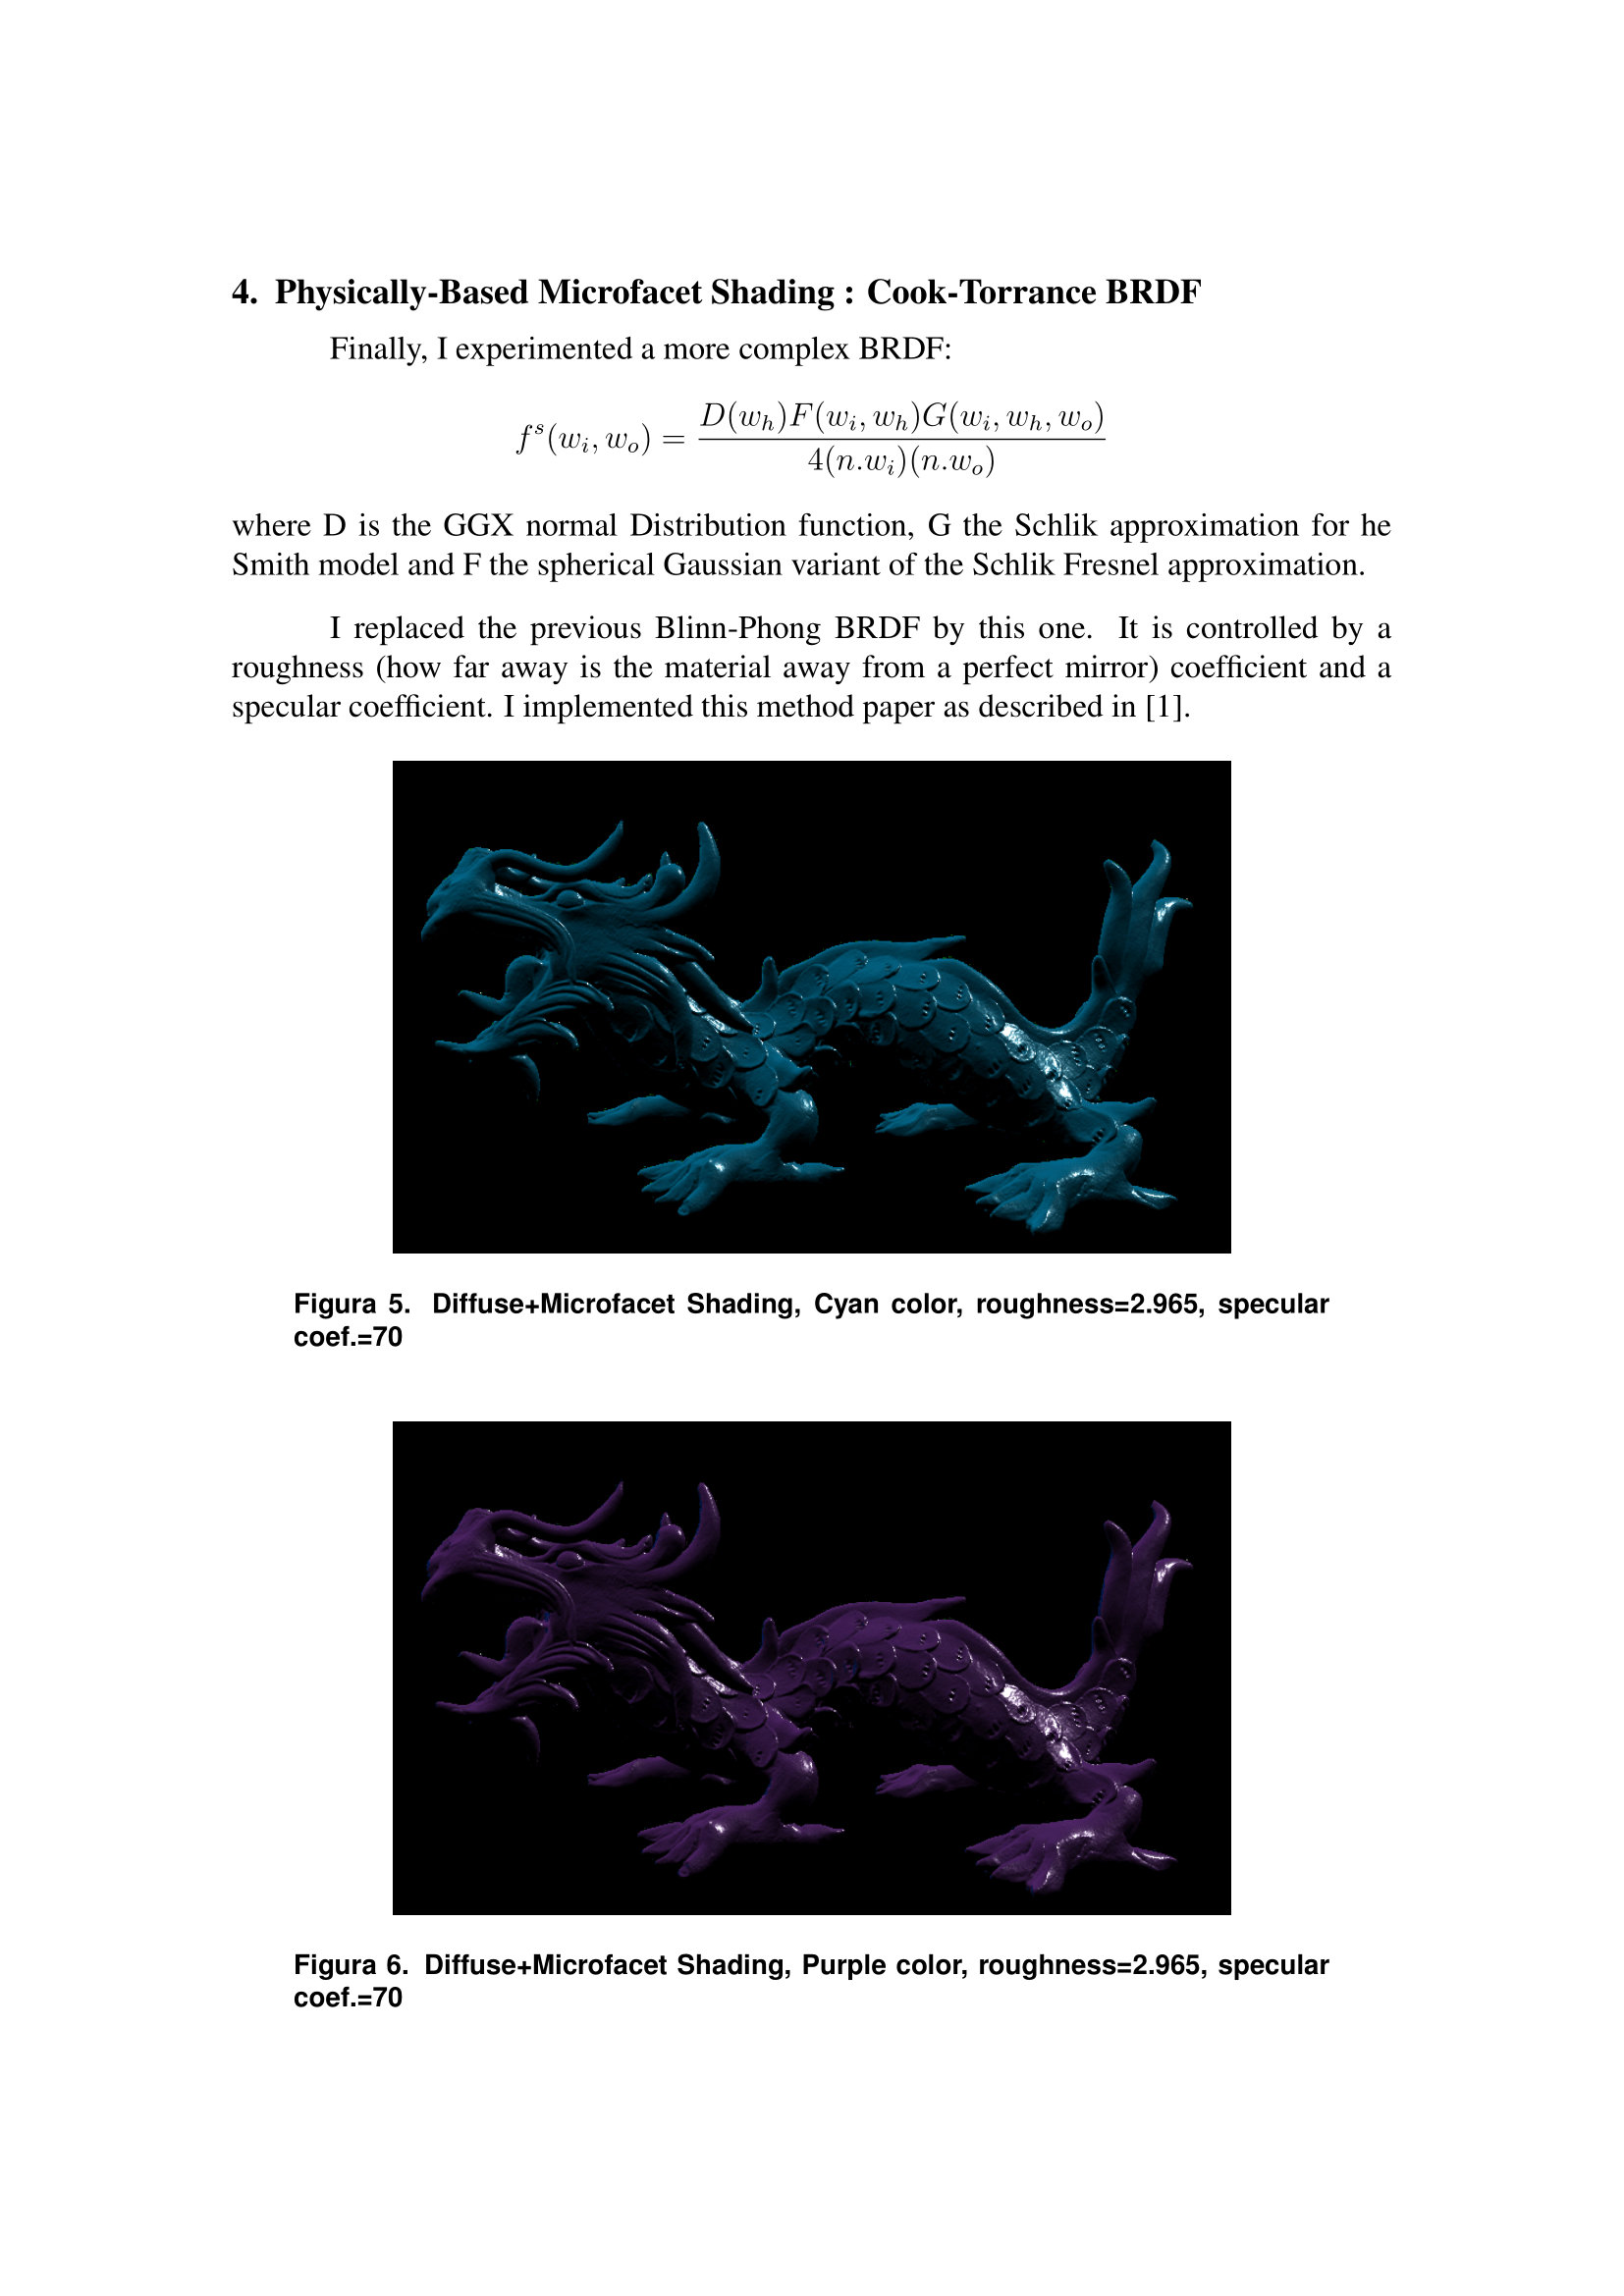 4. Physically-Based Microfacet Shading : Cook-Torrance BRDF
Finally, I experimented a more complex BRDF:
f^s(w_i, w_o) = \frac{D(w_h)F(w_i, w_h)G(w_i, w_h, w_o)}{4(n.w_i)(n.w_o)}
where D is the GGX normal Distribution function, G the Schlik approximation for he
Smith model and F the spherical Gaussian variant of the Schlik Fresnel approximation.
I replaced the previous Blinn-Phong BRDF by this one. It is controlled by a
roughness (how far away is the material away from a perfect mirror) coefficient and a
specular coefficient. I implemented this method paper as described in [1].
Figura 5. Diffuse+Microfacet Shading, Cyan color, roughness=2.965, specular
coef.=70
Figura 6. Diffuse+Microfacet Shading, Purple color, roughness=2.965, specular
coef.=70